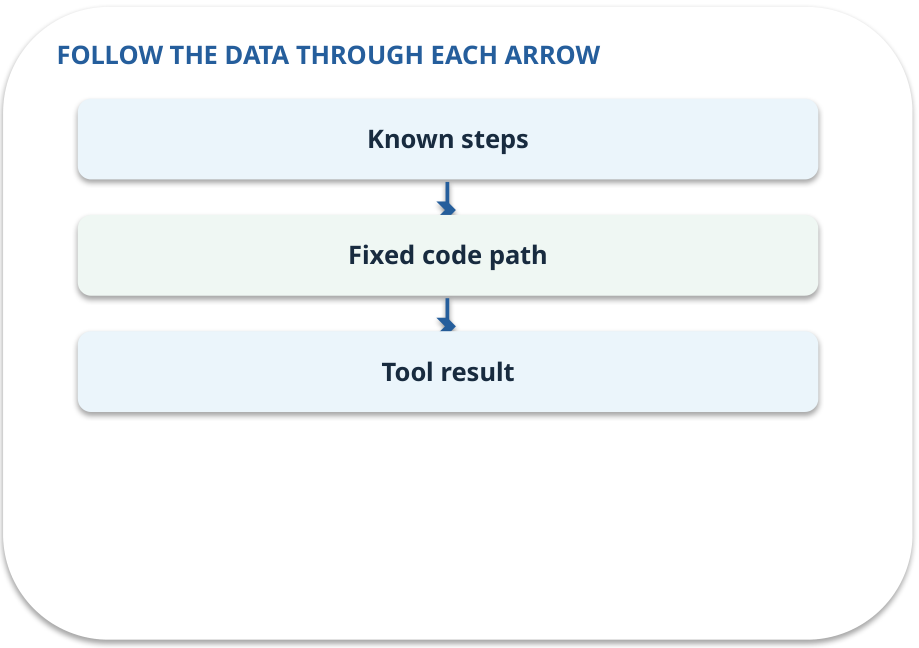 FOLLOW THE DATA THROUGH EACH ARROW
Known steps
Fixed code path
Tool result